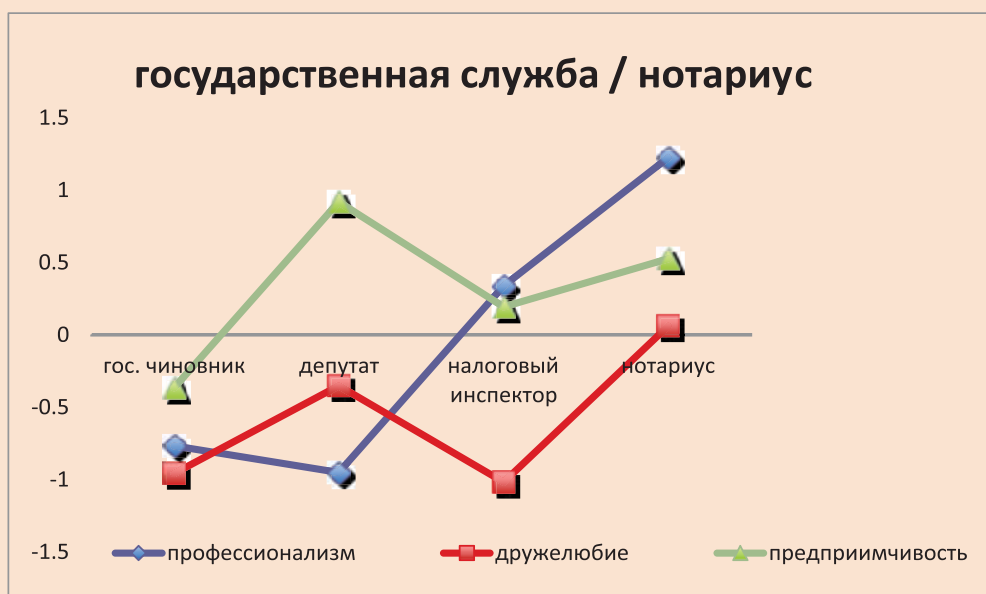 государственная служба / нотариус
1.5
1
0.5
0
гос. чиновник
депутат
налоговый
инспектор
нотариус
-0.5
-1
-1.5
профессионализм
дружелюбие
предприимчивость